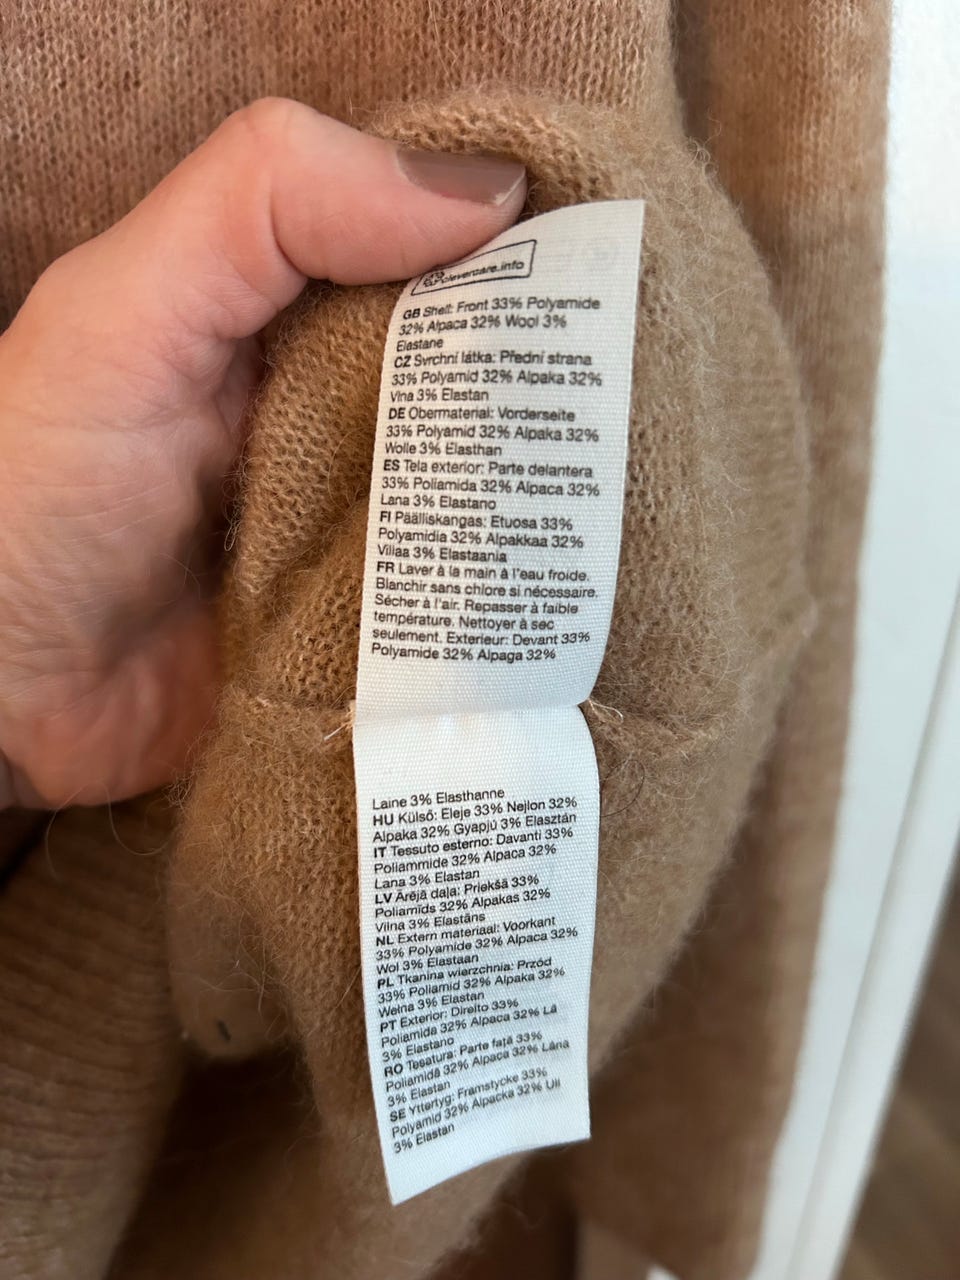 clevercare.info
GB Shell: Front 33% Polyamide
32% Alpaca 32% Wool 3%
Elastane
CZ Svrchní látka: Přední strana
33% Polyamid 32% Alpaka 32%
Vlna 3% Elastan
DE Obermaterial: Vorderseite
33% Polyamid 32% Alpaka 32%
Wolle 3% Elasthan
ES Tela exterior: Parte delantera
33% Poliamida 32% Alpaca 32%
Lana 3% Elastano
FI Päälliskangas: Etuosa 33%
Polyamidia 32% Alpakkaa 32%
Villaa 3% Elastaania
FR Laver à la main à l'eau froide.
Blanchir sans chlore si nécessaire.
Sécher à l'air. Repasser à faible
température. Nettoyer à sec
seulement. Exterieur: Devant 33%
Polyamide 32% Alpaga 32%
Laine 3% Elasthanne
HU Külső: Eleje 33% Nejlon 32%
Alpaka 32% Gyapjú 3% Elasztán
IT Tessuto esterno: Davanti 33%
Poliammide 32% Alpaca 32%
Lana 3% Elastan
LV Ārējā daļa: Priekšā 33%
Poliamīds 32% Alpakas 32%
Vilna 3% Elastāns
NL Extern materiaal: Voorkant
33% Polyamide 32% Alpaca 32%
Wol 3% Elastaan
PL Tkanina wierzchnia: Przód
33% Poliamid 32% Alpaka 32%
Wełna 3% Elastan
PT Exterior: Direito 33%
Poliamida 32% Alpaca 32% Lã
3% Elastano
RO Tesatura: Parte faţă 33%
Poliamidă 32% Alpaca 32% Lâna
3% Elastan
SE Yttertyg: Framstycke 33%
Polyamid 32% Alpacka 32% Ull
3% Elastan